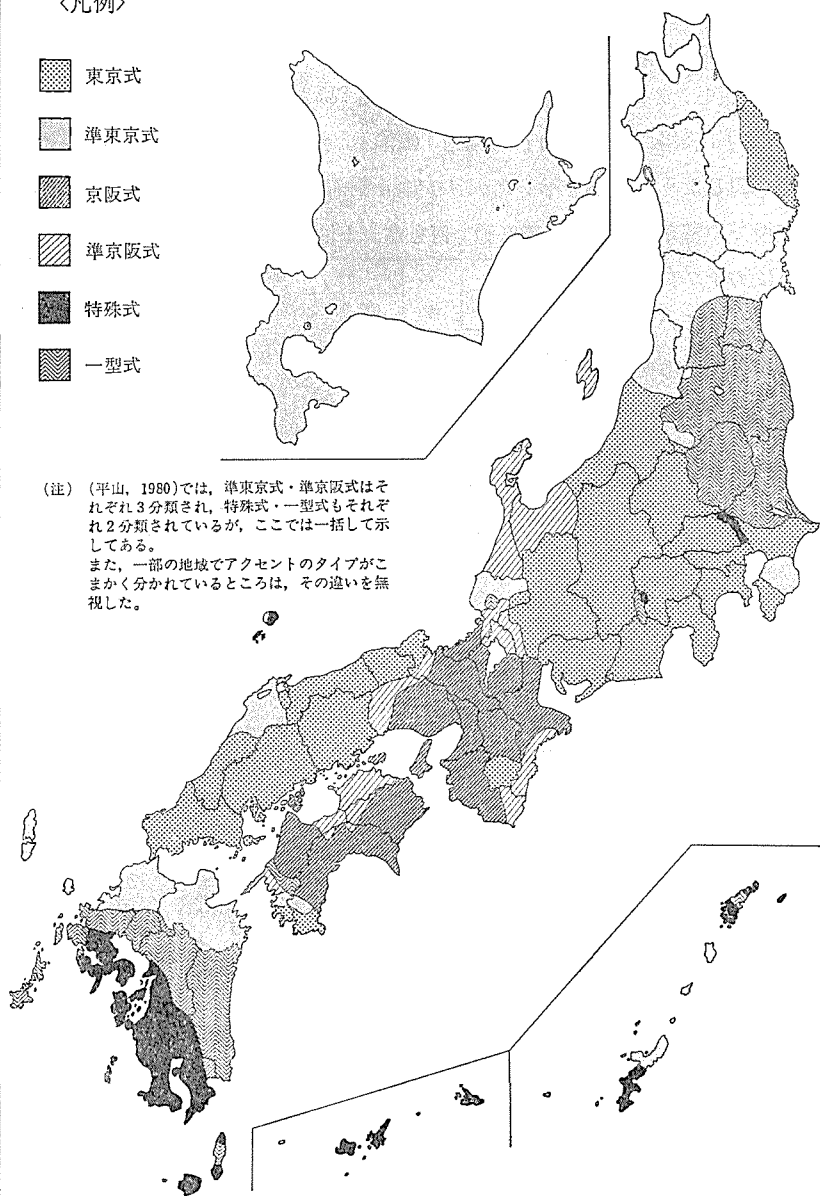 〈凡例〉
東京式
準東京式
京阪式
準京阪式
特殊式
一型式
(注) (平山, 1980)では, 準東京式・準京阪式はそ
れぞれ3分類され, 特殊式・一型式もそれぞ
れ2分類されているが, ここでは一括して示
してある。
また, 一部の地域でアクセントのタイプがこ
まかく分かれているところは, その違いを無
視した。